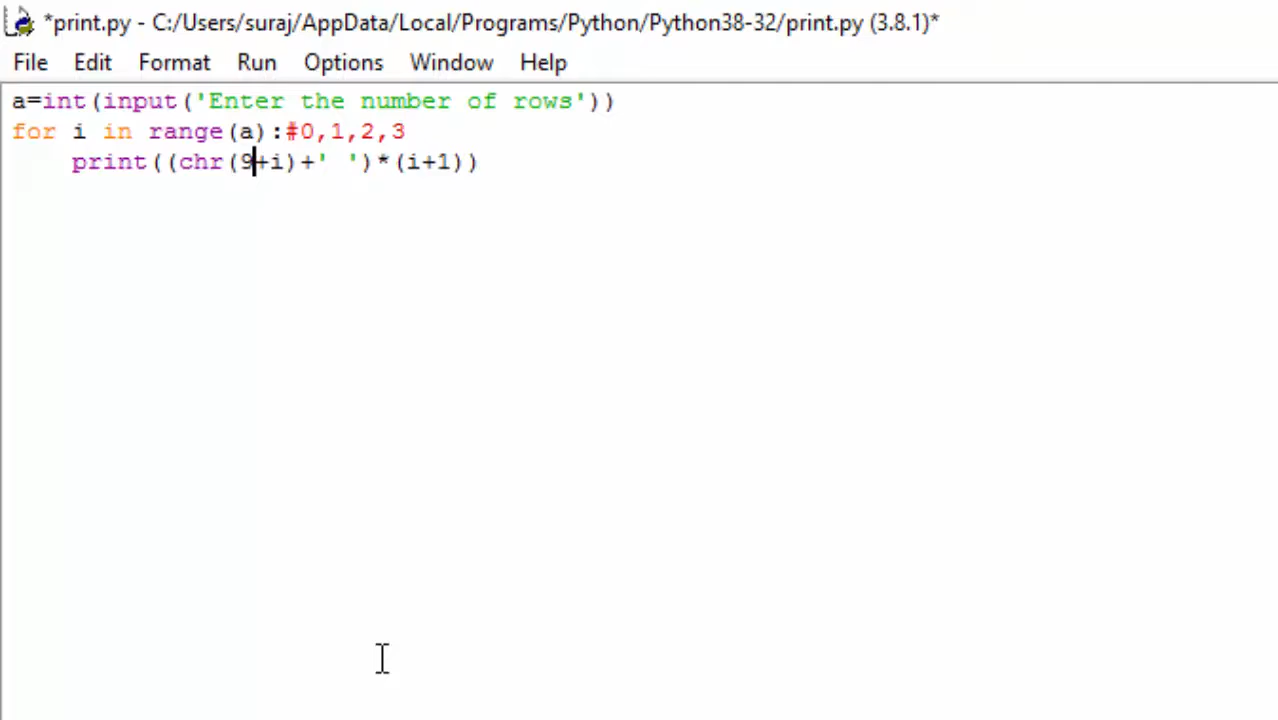 *print.py - C:/Users/suraj/AppData/Local/Programs/Python/Python38-32/print.py (3.8.1)*
File Edit Format Run Options Window Help
a=int(input('Enter the number of rows'))
for i in range(a):#0,1,2,3
    print((chr(9+i)+' ')*(i+1))